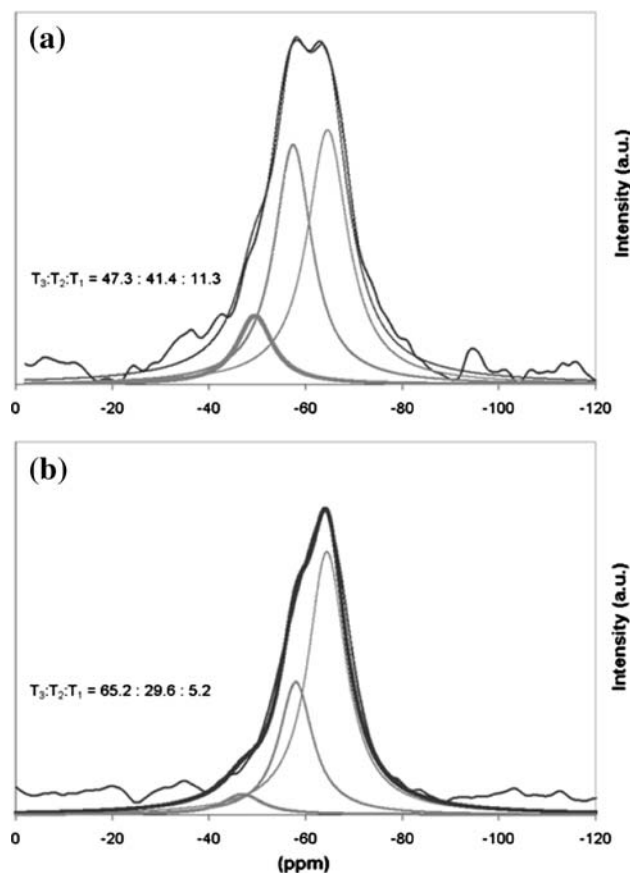 (a)
T₃:T₂:T₁ = 47.3 : 41.4 : 11.3
Intensity (a.u.)
0 -20 -40 -60 -80 -100 -120
(b)
T₃:T₂:T₁ = 65.2 : 29.6 : 5.2
Intensity (a.u.)
0 -20 -40 -60 -80 -100 -120
(ppm)